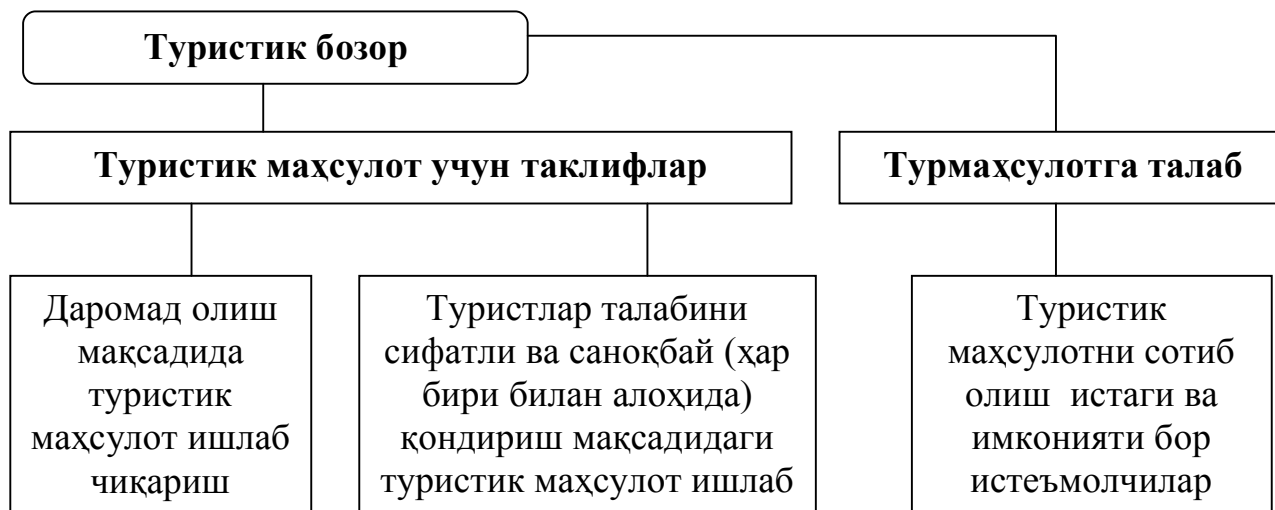 Туристик бозор
Туристик маҳсулот учун таклифлар
Турмаҳсулотга талаб
Даромад олиш
мақсадида
туристик
маҳсулот ишлаб
чиқариш
Туристлар талабини
сифатли ва саноқбай (ҳар
бири билан алоҳида)
қондириш мақсадидаги
туристик маҳсулот ишлаб
Туристик
маҳсулотни сотиб
олиш истаги ва
имконияти бор
истеъмолчилар